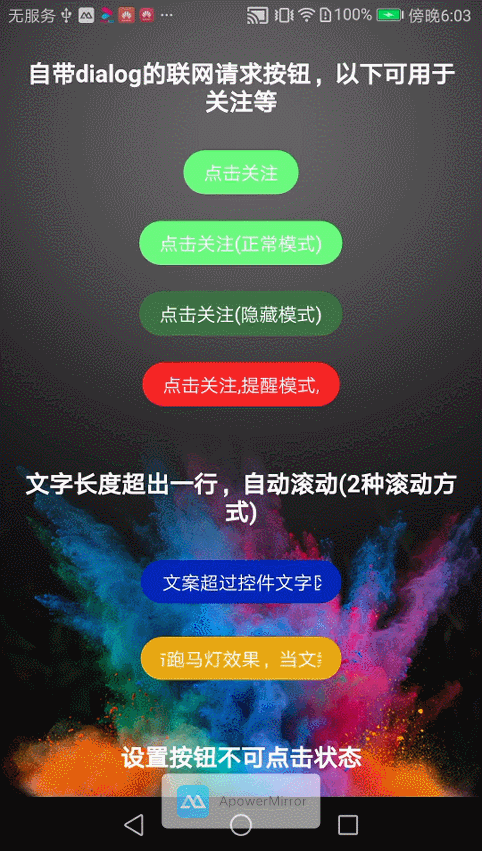 无服务 100% 傍晚6:03
自带dialog的联网请求按钮，以下可用于
关注等
点击关注
点击关注(正常模式)
点击关注(隐藏模式)
点击关注,提醒模式,
文字长度超出一行，自动滚动(2种滚动方
式)
文案超过控件文字
跑马灯效果，当文
设置按钮不可点击状态
ApowerMirror